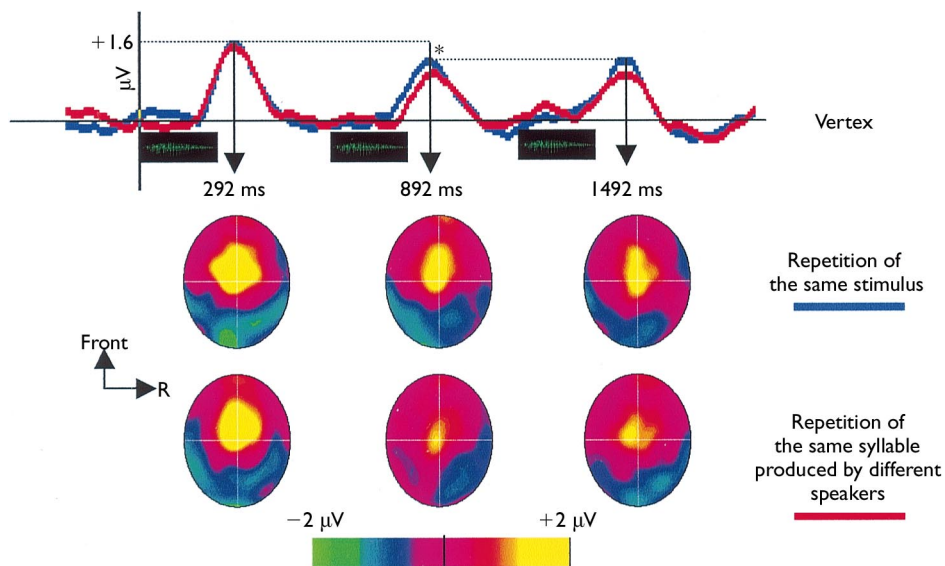 +1.6
*
μV
Vertex
292 ms
892 ms
1492 ms
Repetition of
the same stimulus
Front
R
Repetition of
the same syllable
produced by different
speakers
−2 μV
+2 μV